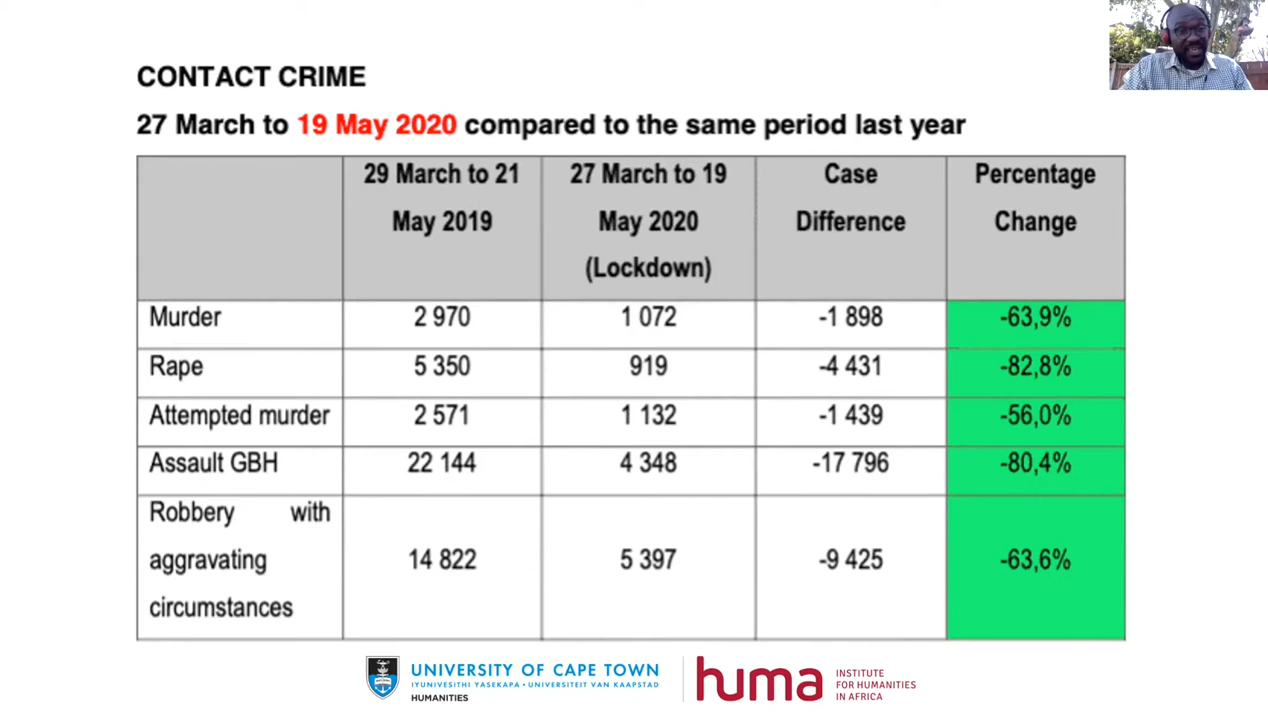 CONTACT CRIME
27 March to 19 May 2020 compared to the same period last year
29 March to 21 May 2019
27 March to 19 May 2020 (Lockdown)
Case Difference
Percentage Change
Murder 2 970 1 072 -1 898 -63,9%
Rape 5 350 919 -4 431 -82,8%
Attempted murder 2 571 1 132 -1 439 -56,0%
Assault GBH 22 144 4 348 -17 796 -80,4%
Robbery with aggravating circumstances 14 822 5 397 -9 425 -63,6%
UNIVERSITY OF CAPE TOWN
IYUNIVESITHI YASEKAPA • UNIVERSITEIT VAN KAAPSTAD
HUMANITIES
huma
INSTITUTE
FOR HUMANITIES
IN AFRICA